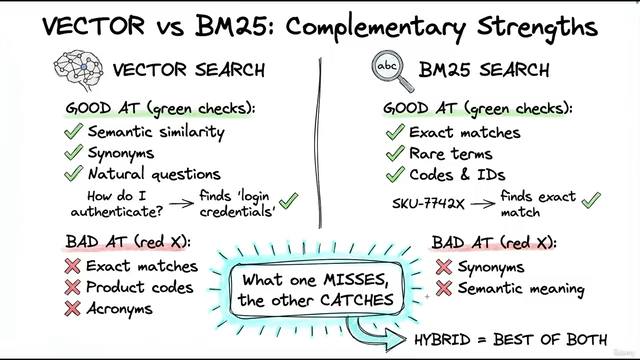 VECTOR vs BM25: Complementary Strengths
VECTOR SEARCH
GOOD AT (green checks):
Semantic similarity
Synonyms
Natural questions
How do I
authenticate?
finds 'login
credentials'
BAD AT (red X):
Exact matches
Product codes
Acronyms
abc
BM25 SEARCH
GOOD AT (green checks):
Exact matches
Rare terms
Codes & IDs
SKU-7742X
finds exact
match
BAD AT (red X):
Synonyms
Semantic meaning
What one MISSES,
the other CATCHES
HYBRID = BEST OF BOTH